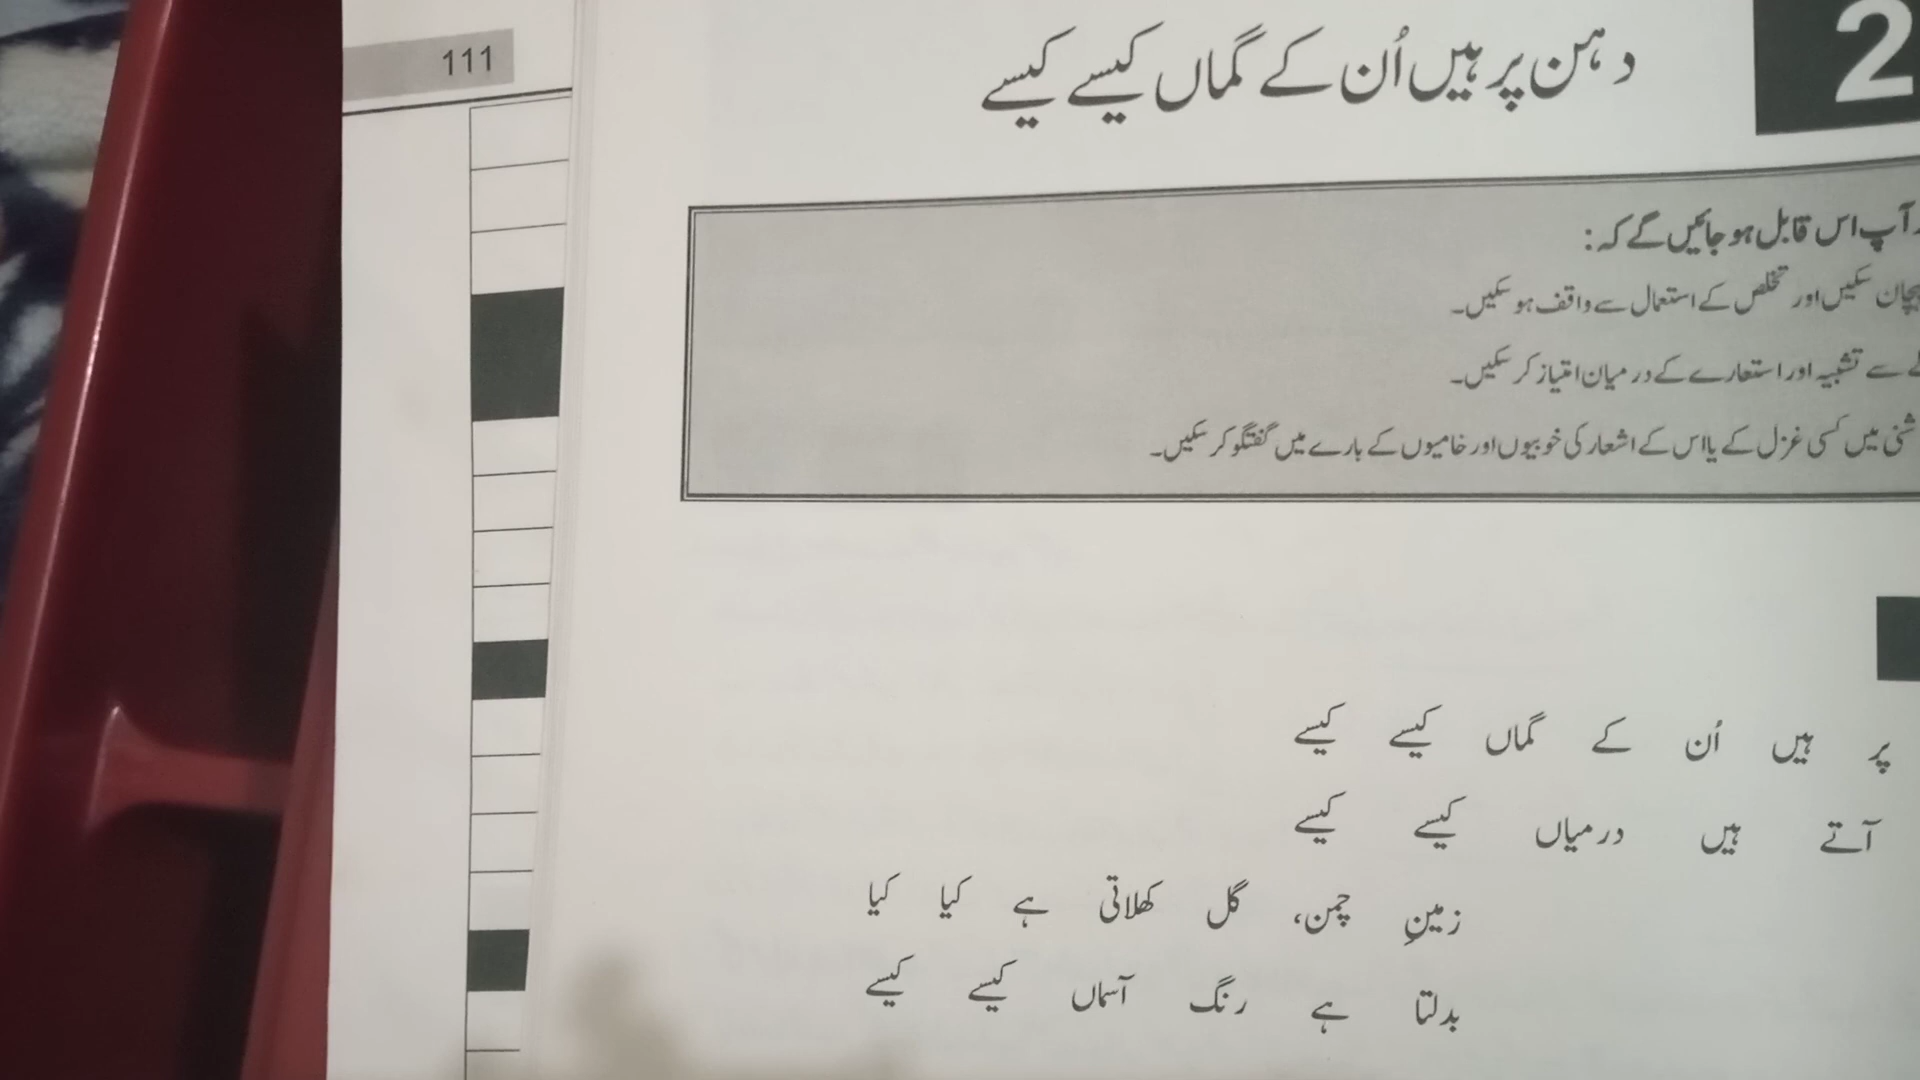 111
2
دہن پر ہیں اُن کے گماں کیسے کیسے
آپ اس قابل ہو جائیں گے کہ:
سکیں اور تخلص کے استعمال سے واقف ہو سکیں۔
سے تشبیہ اور استعارے کے درمیان امتیاز کر سکیں۔
میں کسی غزل کے یا اس کے اشعار کی خوبیوں اور خامیوں کے بارے میں گفتگو کر سکیں۔
پر ہیں اُن کے گماں کیسے کیسے
آتے ہیں درمیاں کیسے کیسے
زمینِ چمن، گل کھلاتی ہے کیا کیا
بدلتا ہے رنگ آسماں کیسے کیسے